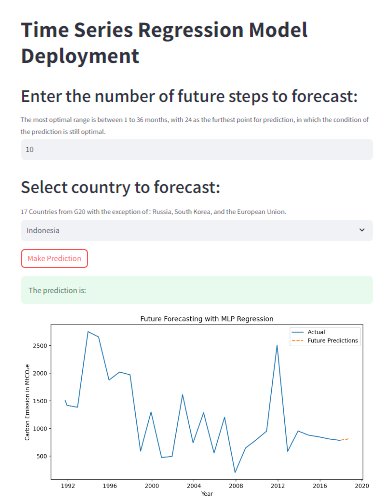 Time Series Regression Model
Deployment
Enter the number of future steps to forecast:
The most optimal range is between 1 to 36 months, with 24 as the furthest point for prediction, in which the condition of
the prediction is still optimal.
10
Select country to forecast:
17 Countries from G20 with the exception of : Russia, South Korea, and the European Union.
Indonesia
Make Prediction
The prediction is:
Future Forecasting with MLP Regression
Actual
Future Predictions
Carbon Emission in MtCO₂e
2500
2000
1500
1000
500
1992 1996 2000 2004 2008 2012 2016 2020
Year